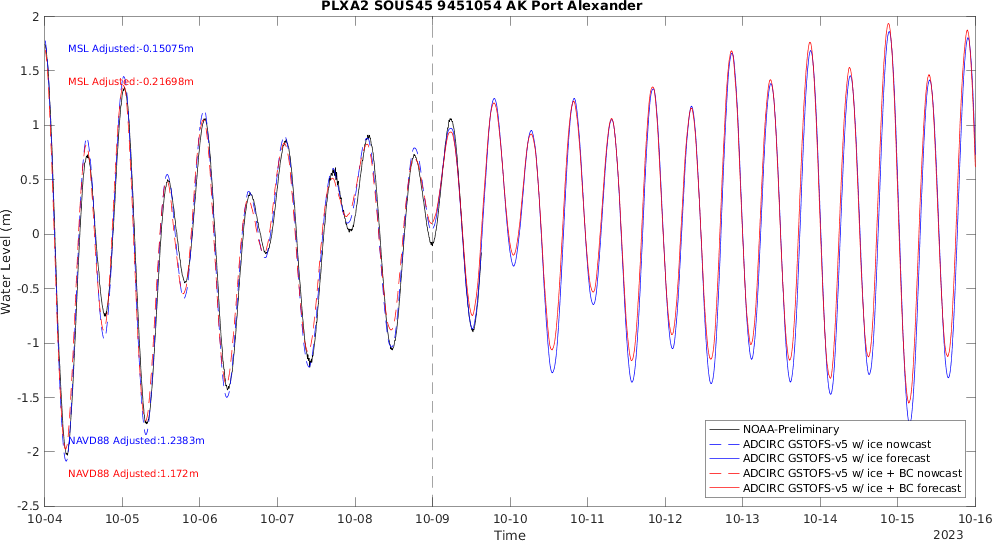 PLXA2 SOUS45 9451054 AK Port Alexander
2
1.5
1
0.5
0
-0.5
-1
-1.5
-2
-2.5
Water Level (m)
MSL Adjusted:-0.15075m
MSL Adjusted:-0.21698m
NAVD88 Adjusted:1.2383m
NAVD88 Adjusted:1.172m
NOAA-Preliminary
ADCIRC GSTOFS-v5 w/ ice nowcast
ADCIRC GSTOFS-v5 w/ ice forecast
ADCIRC GSTOFS-v5 w/ ice + BC nowcast
ADCIRC GSTOFS-v5 w/ ice + BC forecast
10-04 10-05 10-06 10-07 10-08 10-09 10-10 10-11 10-12 10-13 10-14 10-15 10-16
Time
2023